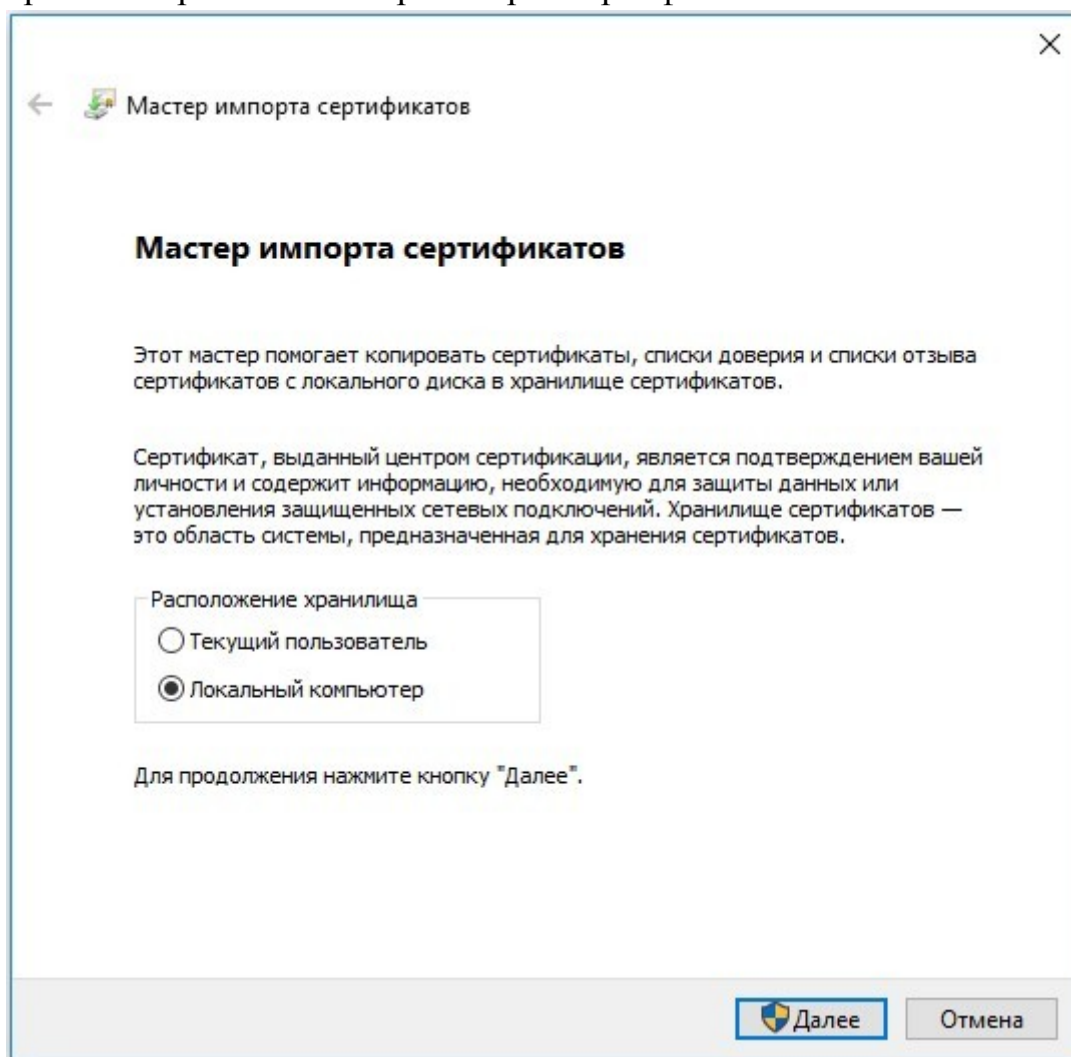 Мастер импорта сертификатов
Мастер импорта сертификатов
Этот мастер помогает копировать сертификаты, списки доверия и списки отзыва
сертификатов с локального диска в хранилище сертификатов.
Сертификат, выданный центром сертификации, является подтверждением вашей
личности и содержит информацию, необходимую для защиты данных или
установления защищенных сетевых подключений. Хранилище сертификатов —
это область системы, предназначенная для хранения сертификатов.
Расположение хранилища
Текущий пользователь
Локальный компьютер
Для продолжения нажмите кнопку "Далее".
Далее
Отмена